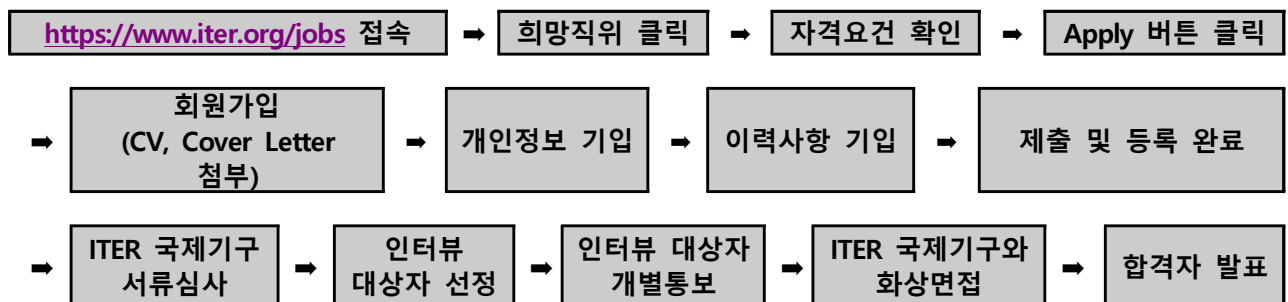 https://www.iter.org/jobs 접속 ➡ 희망직위 클릭 ➡ 자격요건 확인 ➡ Apply 버튼 클릭
➡ 회원가입
(CV, Cover Letter
첨부) ➡ 개인정보 기입 ➡ 이력사항 기입 ➡ 제출 및 등록 완료
➡ ITER 국제기구
서류심사 ➡ 인터뷰
대상자 선정 ➡ 인터뷰 대상자
개별통보 ➡ ITER 국제기구와
화상면접 ➡ 합격자 발표